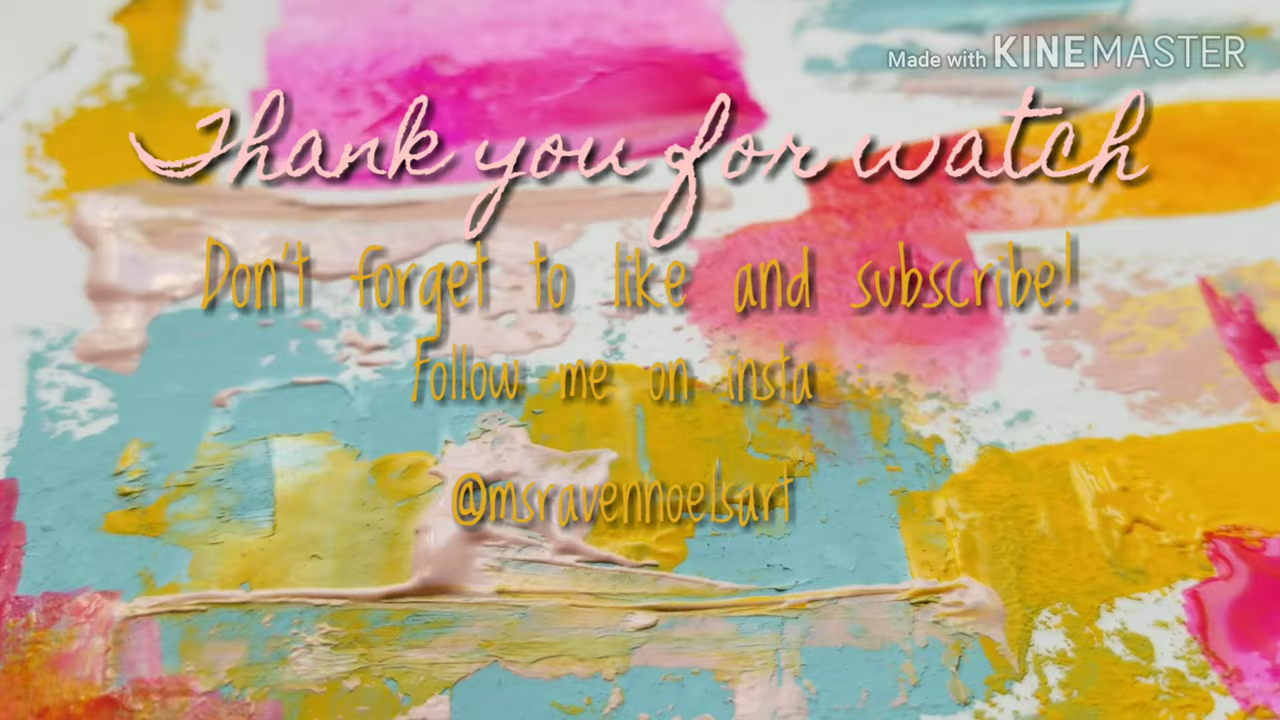 Made with KINEMASTER
Thank you for watch
Don't forget to like and subscribe!
Follow me on insta
@msravennoelsart